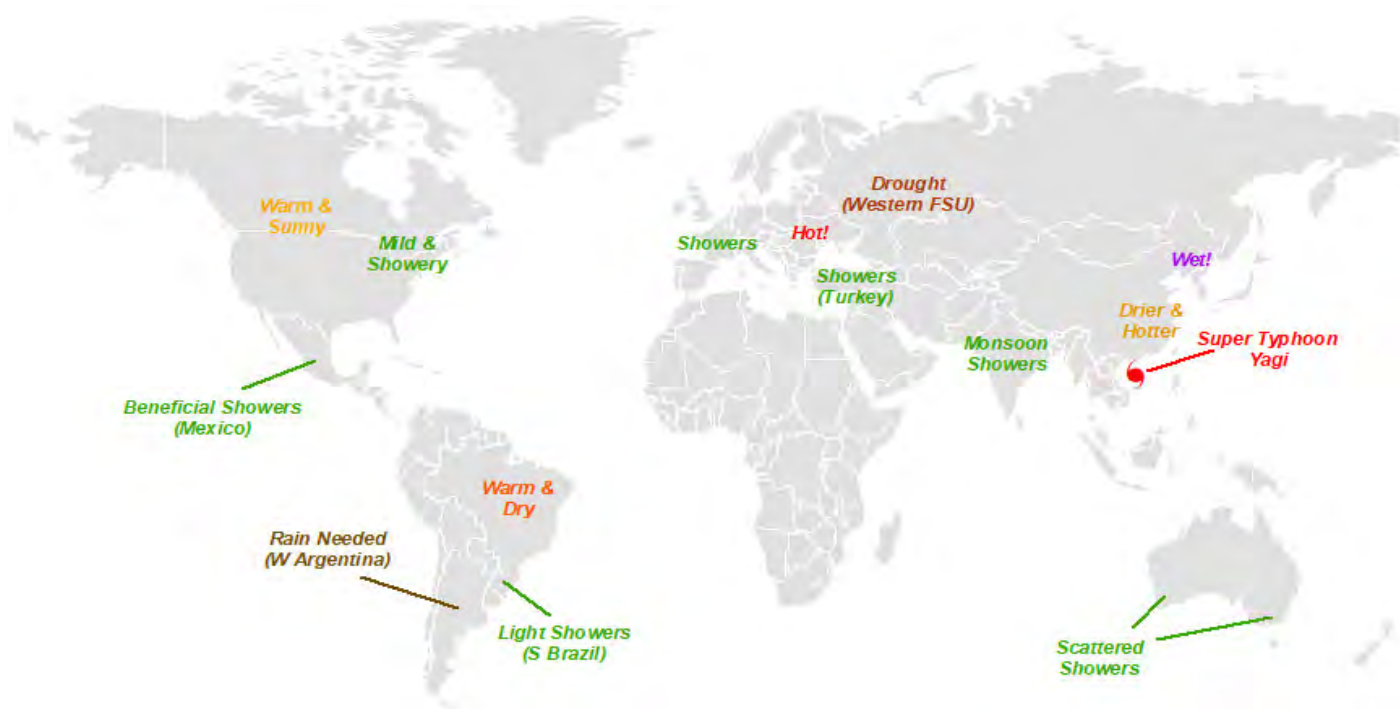 Warm &
Sunny
Mild &
Showery
Beneficial Showers
(Mexico)
Warm &
Dry
Rain Needed
(W Argentina)
Light Showers
(S Brazil)
Drought
(Western FSU)
Hot!
Showers
Showers
(Turkey)
Wet!
Drier &
Hotter
Monsoon
Showers
Super Typhoon
Yagi
Scattered
Showers